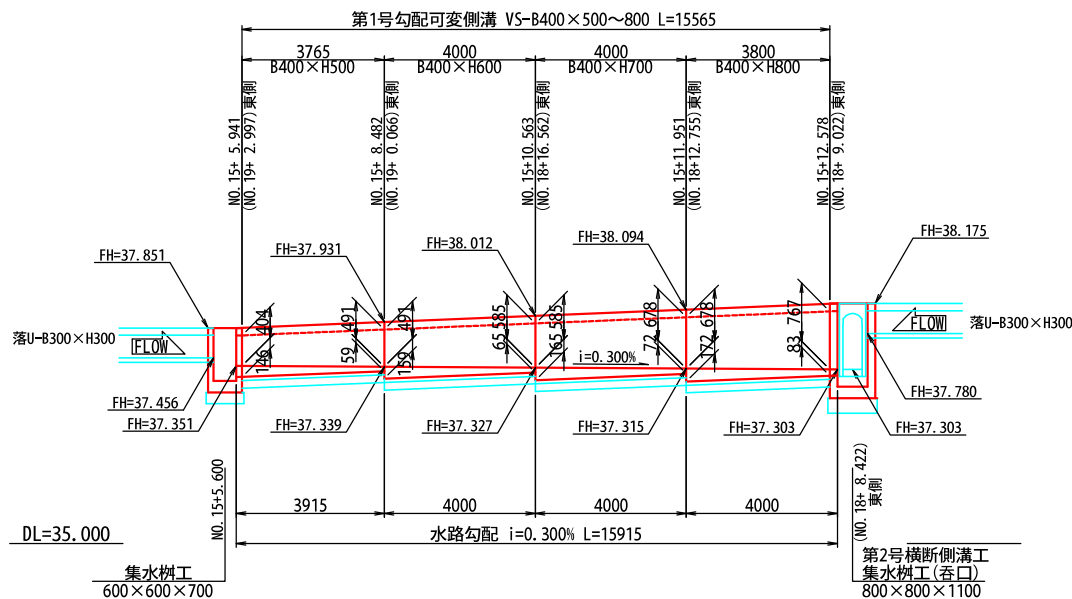 第1号勾配可変側溝 VS-B400×500～800 L=15565
3765
4000
4000
3800
B400×H500
B400×H600
B400×H700
B400×H800
NO.15+ 5.941
(NO.19+ 2.997)東側
NO.15+ 8.482
(NO.19+ 0.066)東側
NO.15+10.563
(NO.18+16.562)東側
NO.15+11.951
(NO.18+12.755)東側
NO.15+12.578
(NO.18+ 9.022)東側
FH=37.851
FH=37.931
FH=38.012
FH=38.094
FH=38.175
落U-B300×H300
FLOW
146
404
59
491
159
491
65
585
165
585
72
678
172
678
83
767
i=0.300%
FLOW
落U-B300×H300
FH=37.456
FH=37.351
FH=37.339
FH=37.327
FH=37.315
FH=37.303
FH=37.780
FH=37.303
NO.15+5.600
3915
4000
4000
4000
(NO.18+ 8.422)
東側
DL=35.000
水路勾配 i=0.300% L=15915
集水桝工
600×600×700
第2号横断側溝工
集水桝工(呑口)
800×800×1100